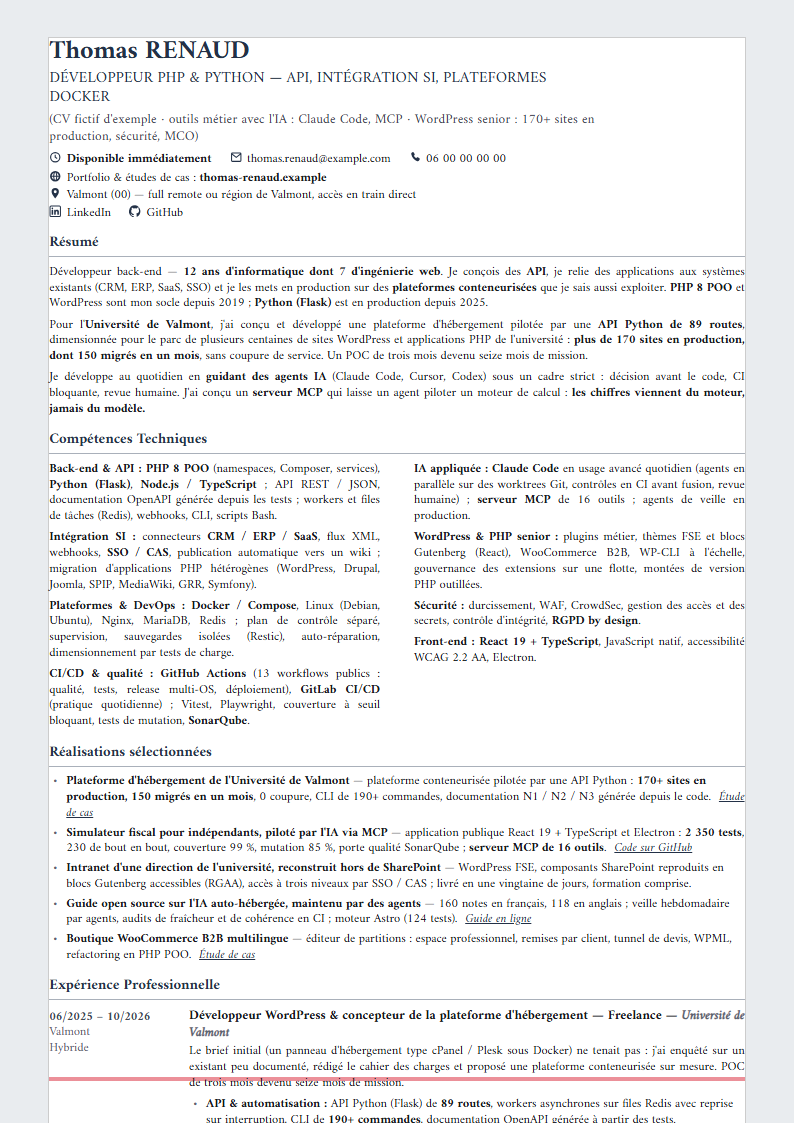 Thomas RENAUD
DÉVELOPPEUR PHP & PYTHON — API, INTÉGRATION SI, PLATEFORMES
DOCKER
(CV fictif d'exemple · outils métier avec l'IA : Claude Code, MCP · WordPress senior : 170+ sites en
production, sécurité, MCO)
Disponible immédiatement thomas.renaud@example.com 06 00 00 00 00
Portfolio & études de cas : thomas-renaud.example
Valmont (00) — full remote ou région de Valmont, accès en train direct
LinkedIn GitHub
Résumé
Développeur back-end — 12 ans d'informatique dont 7 d'ingénierie web. Je conçois des API, je relie des applications aux systèmes
existants (CRM, ERP, SaaS, SSO) et je les mets en production sur des plateformes conteneurisées que je sais aussi exploiter. PHP 8 POO et
WordPress sont mon socle depuis 2019 ; Python (Flask) est en production depuis 2025.
Pour l'Université de Valmont, j'ai conçu et développé une plateforme d'hébergement pilotée par une API Python de 89 routes,
dimensionnée pour le parc de plusieurs centaines de sites WordPress et applications PHP de l'université : plus de 170 sites en production,
dont 150 migrés en un mois, sans coupure de service. Un POC de trois mois devenu seize mois de mission.
Je développe au quotidien en guidant des agents IA (Claude Code, Cursor, Codex) sous un cadre strict : décision avant le code, CI
bloquante, revue humaine. J'ai conçu un serveur MCP qui laisse un agent piloter un moteur de calcul : les chiffres viennent du moteur,
jamais du modèle.
Compétences Techniques
Back-end & API : PHP 8 POO (namespaces, Composer, services),
Python (Flask), Node.js / TypeScript ; API REST / JSON,
documentation OpenAPI générée depuis les tests ; workers et files
de tâches (Redis), webhooks, CLI, scripts Bash.
Intégration SI : connecteurs CRM / ERP / SaaS, flux XML,
webhooks, SSO / CAS, publication automatique vers un wiki ;
migration d'applications PHP hétérogènes (WordPress, Drupal,
Joomla, SPIP, MediaWiki, GRR, Symfony).
Plateformes & DevOps : Docker / Compose, Linux (Debian,
Ubuntu), Nginx, MariaDB, Redis ; plan de contrôle séparé,
supervision, sauvegardes isolées (Restic), auto-réparation,
dimensionnement par tests de charge.
CI/CD & qualité : GitHub Actions (13 workflows publics :
qualité, tests, release multi-OS, déploiement), GitLab CI/CD
(pratique quotidienne) ; Vitest, Playwright, couverture à seuil
bloquant, tests de mutation, SonarQube.
IA appliquée : Claude Code en usage avancé quotidien (agents en
parallèle sur des worktrees Git, contrôles en CI avant fusion, revue
humaine) ; serveur MCP de 16 outils ; agents de veille en
production.
WordPress & PHP senior : plugins métier, thèmes FSE et blocs
Gutenberg (React), WooCommerce B2B, WP-CLI à l'échelle,
gouvernance des extensions sur une flotte, montées de version
PHP outillées.
Sécurité : durcissement, WAF, CrowdSec, gestion des accès et des
secrets, contrôle d'intégrité, RGPD by design.
Front-end : React 19 + TypeScript, JavaScript natif, accessibilité
WCAG 2.2 AA, Electron.
Réalisations sélectionnées
• Plateforme d'hébergement de l'Université de Valmont — plateforme conteneurisée pilotée par une API Python : 170+ sites en
production, 150 migrés en un mois, 0 coupure, CLI de 190+ commandes, documentation N1 / N2 / N3 générée depuis le code. Étude
de cas
• Simulateur fiscal pour indépendants, piloté par l'IA via MCP — application publique React 19 + TypeScript et Electron : 2 350 tests,
230 de bout en bout, couverture 99 %, mutation 85 %, porte qualité SonarQube ; serveur MCP de 16 outils. Code sur GitHub
• Intranet d'une direction de l'université, reconstruit hors de SharePoint — WordPress FSE, composants SharePoint reproduits en
blocs Gutenberg accessibles (RGAA), accès à trois niveaux par SSO / CAS ; livré en une vingtaine de jours, formation comprise.
• Guide open source sur l'IA auto-hébergée, maintenu par des agents — 160 notes en français, 118 en anglais ; veille hebdomadaire
par agents, audits de fraîcheur et de cohérence en CI ; moteur Astro (124 tests). Guide en ligne
• Boutique WooCommerce B2B multilingue — éditeur de partitions : espace professionnel, remises par client, tunnel de devis, WPML,
refactoring en PHP POO. Étude de cas
Expérience Professionnelle
06/2025 – 10/2026
Valmont
Hybride
Développeur WordPress & concepteur de la plateforme d'hébergement — Freelance — Université de
Valmont
Le brief initial (un panneau d'hébergement type cPanel / Plesk sous Docker) ne tenait pas : j'ai enquêté sur un
existant peu documenté, rédigé le cahier des charges et proposé une plateforme conteneurisée sur mesure. POC
de trois mois devenu seize mois de mission.
• API & automatisation : API Python (Flask) de 89 routes, workers asynchrones sur files Redis avec reprise
sur interruption, CLI de 190+ commandes, documentation OpenAPI générée à partir des tests.